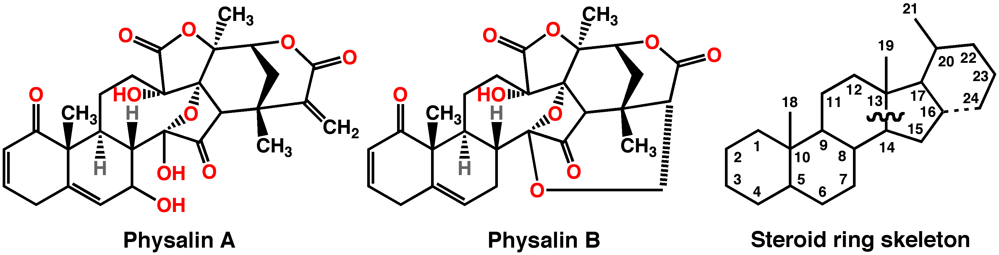 CH3
O
O
O
O
HO
H
O
CH3
O
CH2
CH3
H
OH
O
OH
Physalin A
CH3
O
O
O
O
HO
H
O
CH3
O
CH3
H
O
O
Physalin B
21
19
20
22
23
12
17
18
11
13
24
16
15
1
9
14
2
10
8
3
5
7
4
6
Steroid ring skeleton